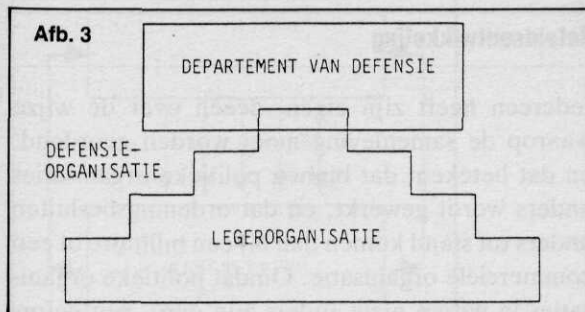 Afb. 3
DEPARTEMENT VAN DEFENSIE
DEFENSIE-
ORGANISATIE
LEGERORGANISATIE